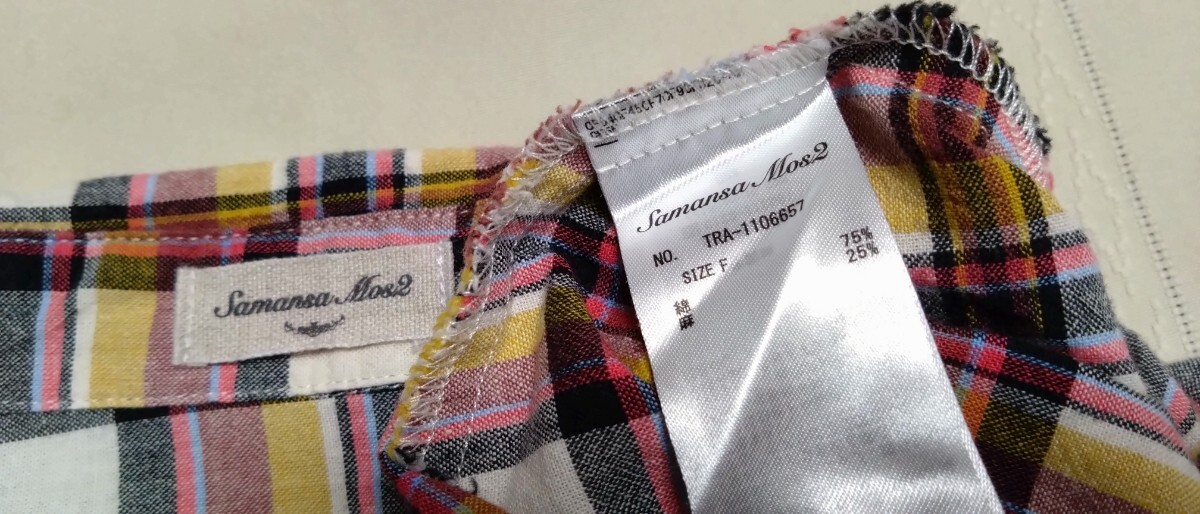 Samansa Mos2
Samansa Mos2
NO. TRA-1106657
SIZE F
綿 75%
麻 25%